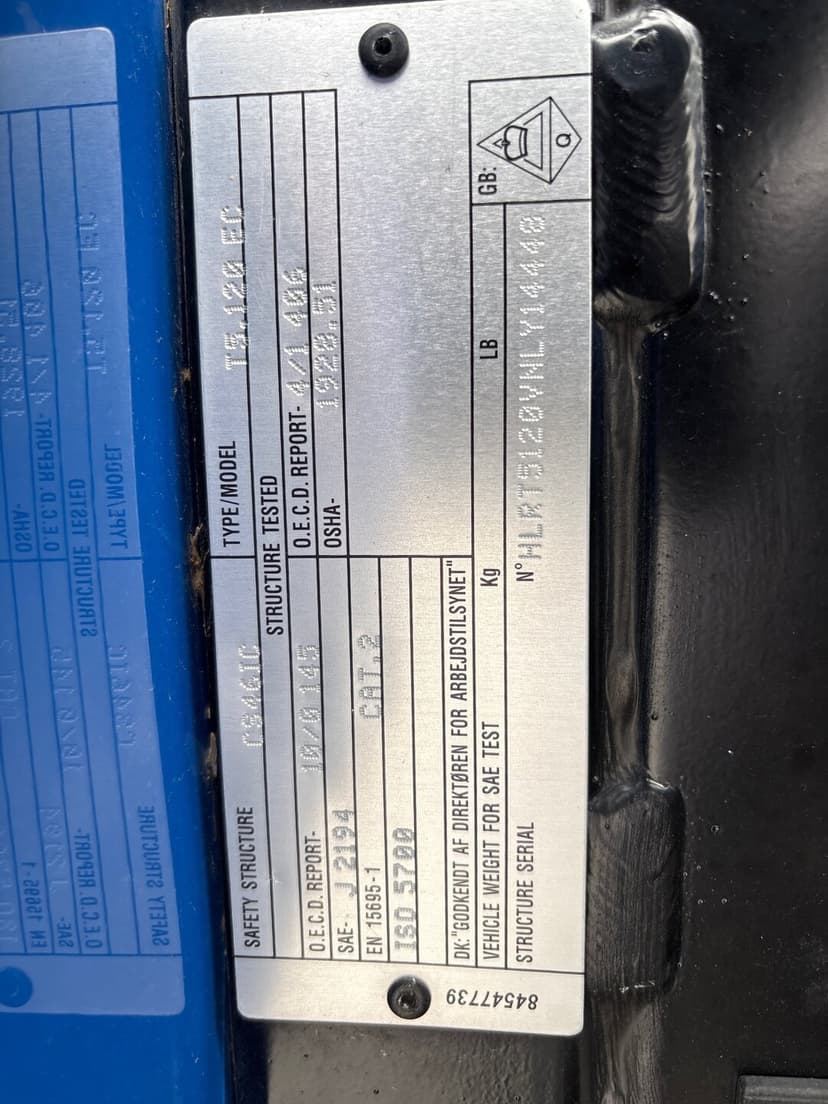 SAFETY STRUCTURE CS46IC TYPE/MODEL T5.120 EC
STRUCTURE TESTED
O.E.C.D. REPORT- 10/0 145 O.E.C.D. REPORT- 4/1 406
SAE- J 2194 OSHA- 1928.51
EN 15695-1 CAT.2
ISO 5700
DK:"GODKENDT AF DIREKTØREN FOR ARBEJDSTILSYNET"
VEHICLE WEIGHT FOR SAE TEST Kg LB GB:
Q
STRUCTURE SERIAL N° HLRT5120VMLY14448
84547739